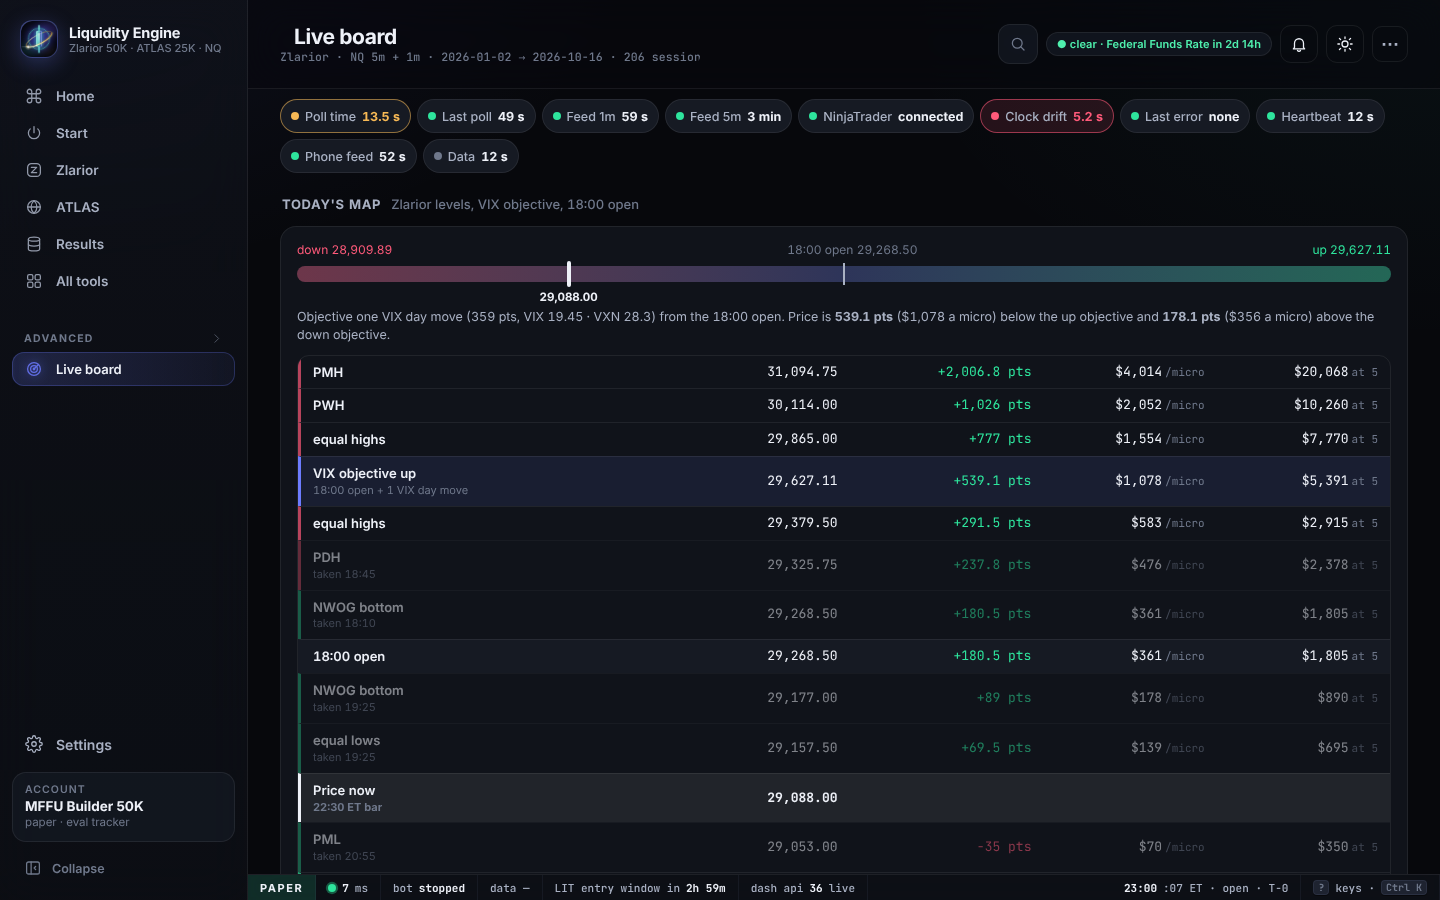 Liquidity Engine
Zlarior 50K · ATLAS 25K · NQ
Home
Start
Zlarior
ATLAS
Results
All tools
ADVANCED
Live board
Settings
ACCOUNT
MFFU Builder 50K
paper · eval tracker
Collapse
Live board
Zlarior · NQ 5m + 1m · 2026-01-02 → 2026-10-16 · 206 session
clear · Federal Funds Rate in 2d 14h
Poll time 13.5 s
Last poll 49 s
Feed 1m 59 s
Feed 5m 3 min
NinjaTrader connected
Clock drift 5.2 s
Last error none
Heartbeat 12 s
Phone feed 52 s
Data 12 s
TODAY'S MAP Zlarior levels, VIX objective, 18:00 open
down 28,909.89 18:00 open 29,268.50 up 29,627.11
29,088.00
Objective one VIX day move (359 pts, VIX 19.45 · VXN 28.3) from the 18:00 open. Price is 539.1 pts ($1,078 a micro) below the up objective and 178.1 pts ($356 a micro) above the
down objective.
PMH 31,094.75 +2,006.8 pts $4,014 /micro $20,068 at 5
PWH 30,114.00 +1,026 pts $2,052 /micro $10,260 at 5
equal highs 29,865.00 +777 pts $1,554 /micro $7,770 at 5
VIX objective up 29,627.11 +539.1 pts $1,078 /micro $5,391 at 5
18:00 open + 1 VIX day move
equal highs 29,379.50 +291.5 pts $583 /micro $2,915 at 5
PDH 29,325.75 +237.8 pts $476 /micro $2,378 at 5
taken 18:45
NWOG bottom 29,268.50 +180.5 pts $361 /micro $1,805 at 5
taken 18:10
18:00 open 29,268.50 +180.5 pts $361 /micro $1,805 at 5
NWOG bottom 29,177.00 +89 pts $178 /micro $890 at 5
taken 19:25
equal lows 29,157.50 +69.5 pts $139 /micro $695 at 5
taken 19:25
Price now 29,088.00
22:30 ET bar
PML 29,053.00 -35 pts $70 /micro $350 at 5
taken 20:55
PAPER 7 ms bot stopped data — LIT entry window in 2h 59m dash api 36 live 23:00 :07 ET · open · T-0 ? keys · Ctrl K